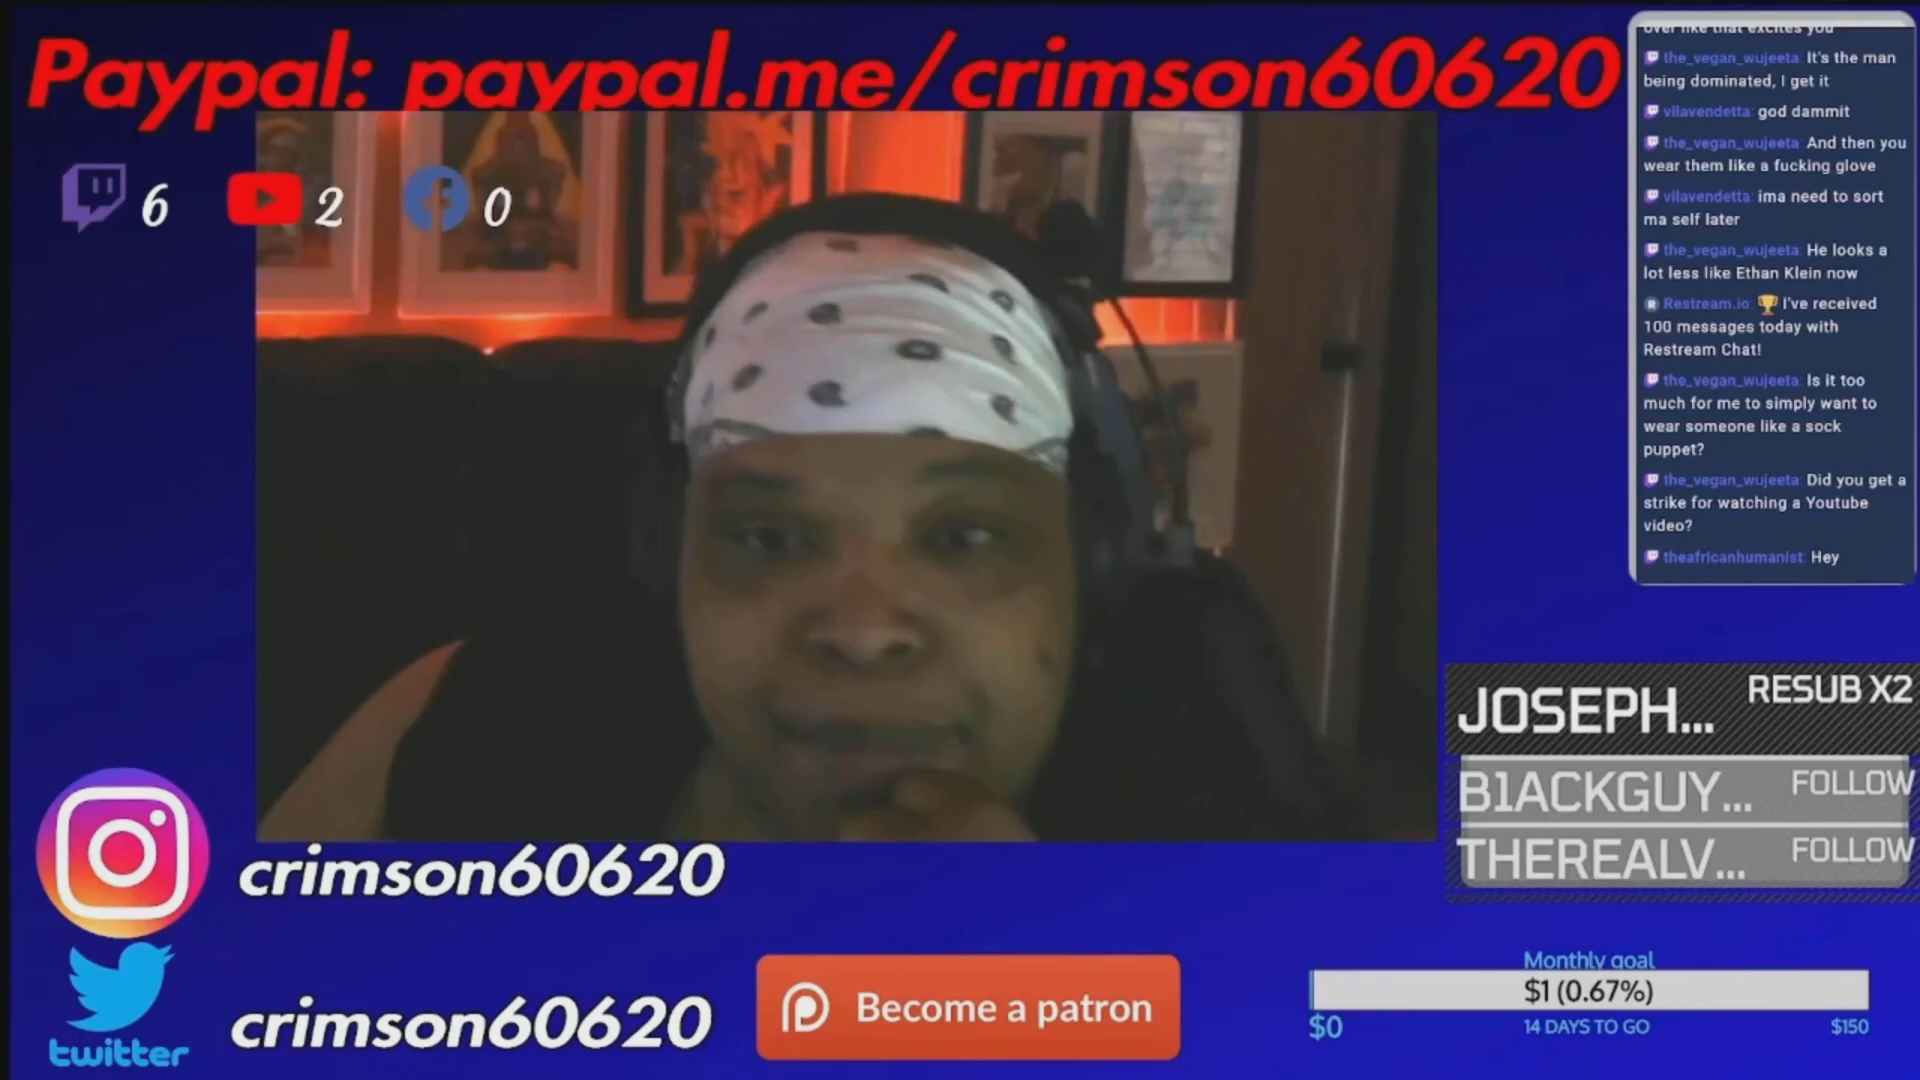 Paypal: paypal.me/crimson60620
6
2
0
over like that excites you
the_vegan_wujeeta: It's the man
being dominated, I get it
vilavendetta: god dammit
the_vegan_wujeeta: And then you
wear them like a fucking glove
vilavendetta: ima need to sort
ma self later
the_vegan_wujeeta: He looks a
lot less like Ethan Klein now
Restream.io: 🏆 I've received
100 messages today with
Restream Chat!
the_vegan_wujeeta: Is it too
much for me to simply want to
wear someone like a sock
puppet?
the_vegan_wujeeta: Did you get a
strike for watching a Youtube
video?
theafricanhumanist: Hey
JOSEPH... RESUB X2
B1ACKGUY... FOLLOW
THEREALV... FOLLOW
crimson60620
twitter
crimson60620
Become a patron
Monthly goal
$1 (0.67%)
$0
14 DAYS TO GO
$150